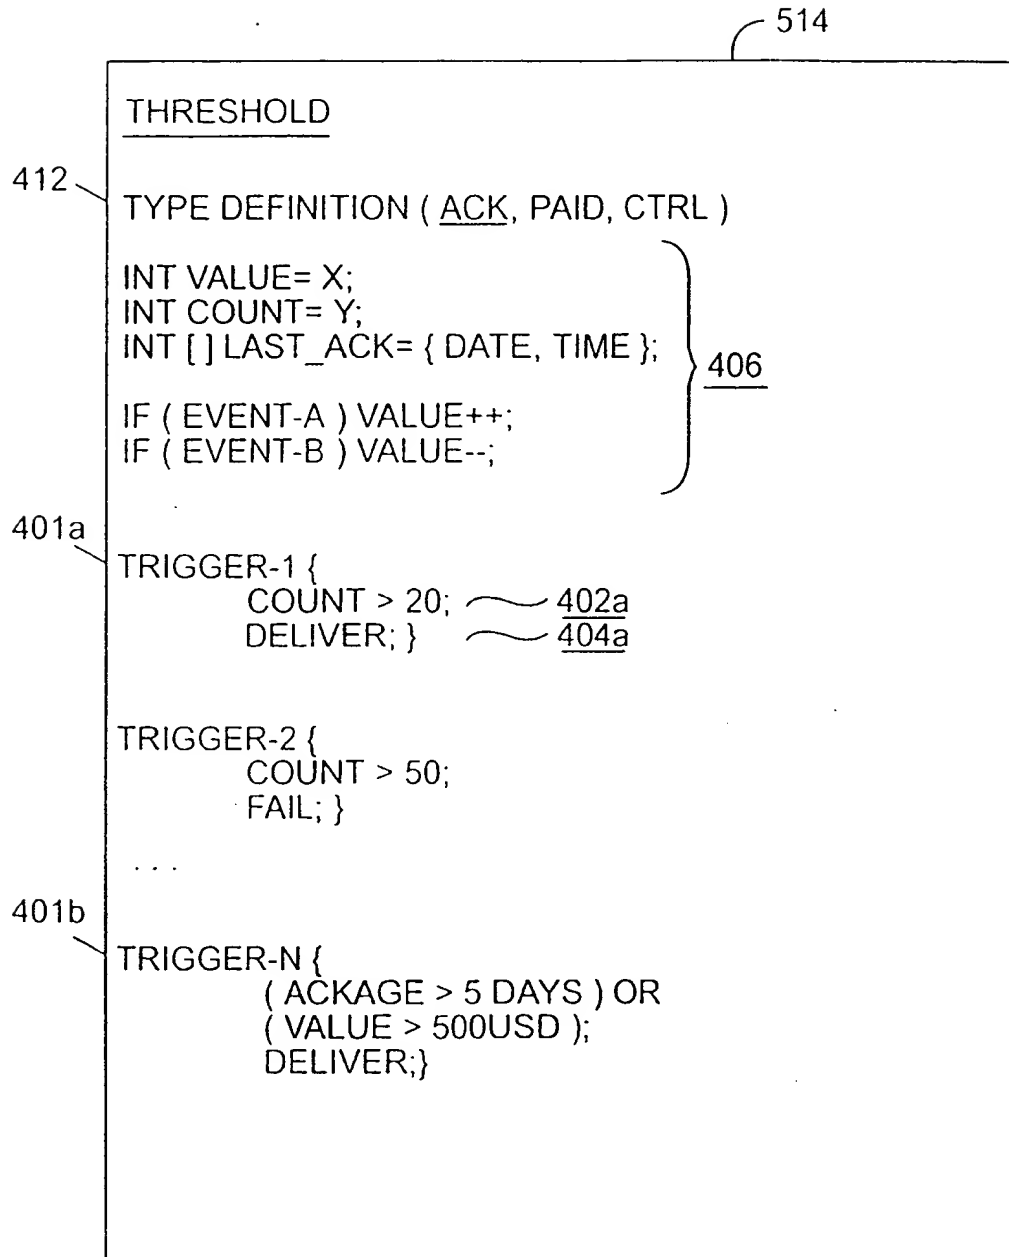 514
THRESHOLD
412
TYPE DEFINITION ( ACK, PAID, CTRL )
INT VALUE= X;
INT COUNT= Y;
INT [ ] LAST_ACK= { DATE, TIME };
406
IF ( EVENT-A ) VALUE++;
IF ( EVENT-B ) VALUE--;
401a
TRIGGER-1 {
COUNT > 20; 402a
DELIVER; } 404a
TRIGGER-2 {
COUNT > 50;
FAIL; }
. . .
401b
TRIGGER-N {
( ACKAGE > 5 DAYS ) OR
( VALUE > 500USD );
DELIVER;}